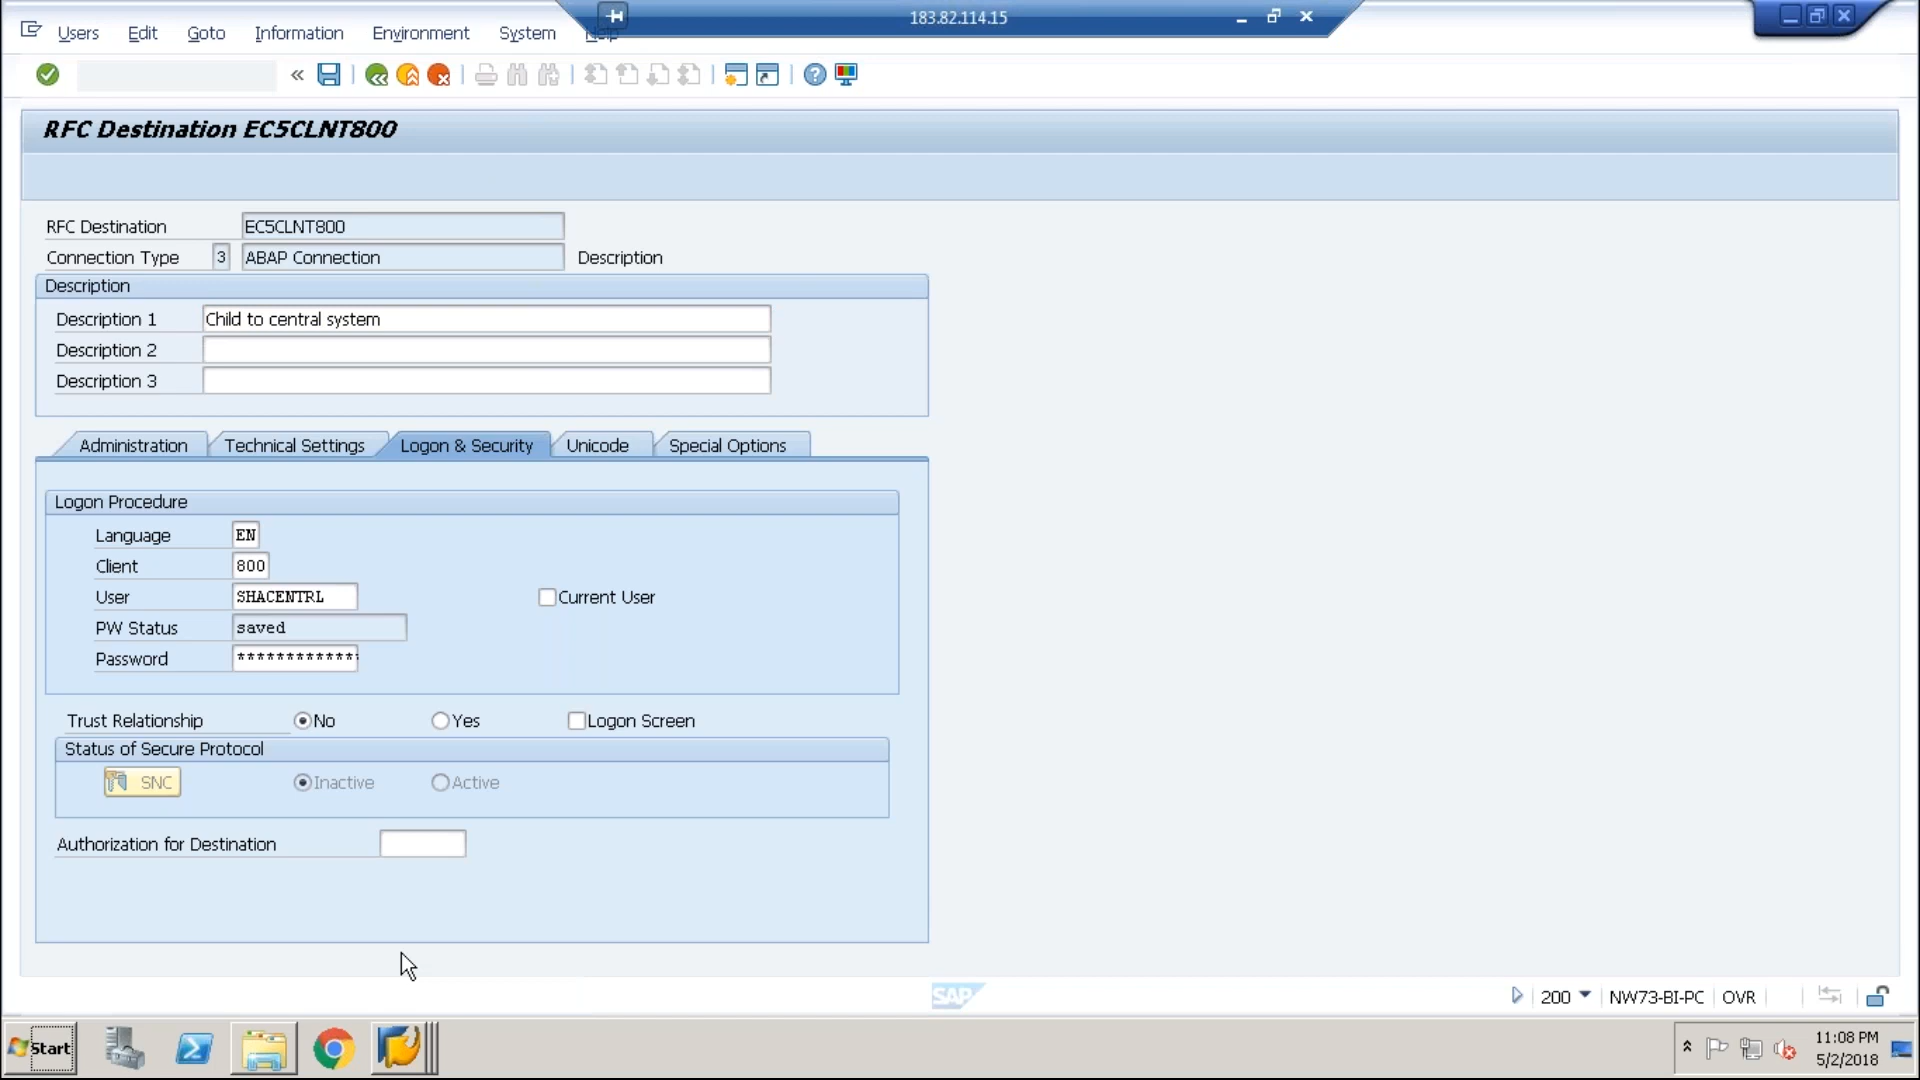 183.82.114.15
Users Edit Goto Information Environment System Help
RFC Destination EC5CLNT800
RFC Destination EC5CLNT800
Connection Type 3 ABAP Connection Description
Description
Description 1 Child to central system
Description 2
Description 3
Administration Technical Settings Logon & Security Unicode Special Options
Logon Procedure
Language EN
Client 800
User SHACENTRL Current User
PW Status saved
Password *************
Trust Relationship No Yes Logon Screen
Status of Secure Protocol
SNC Inactive Active
Authorization for Destination
SAP 200 NW73-BI-PC OVR
Start 11:08 PM
5/2/2018